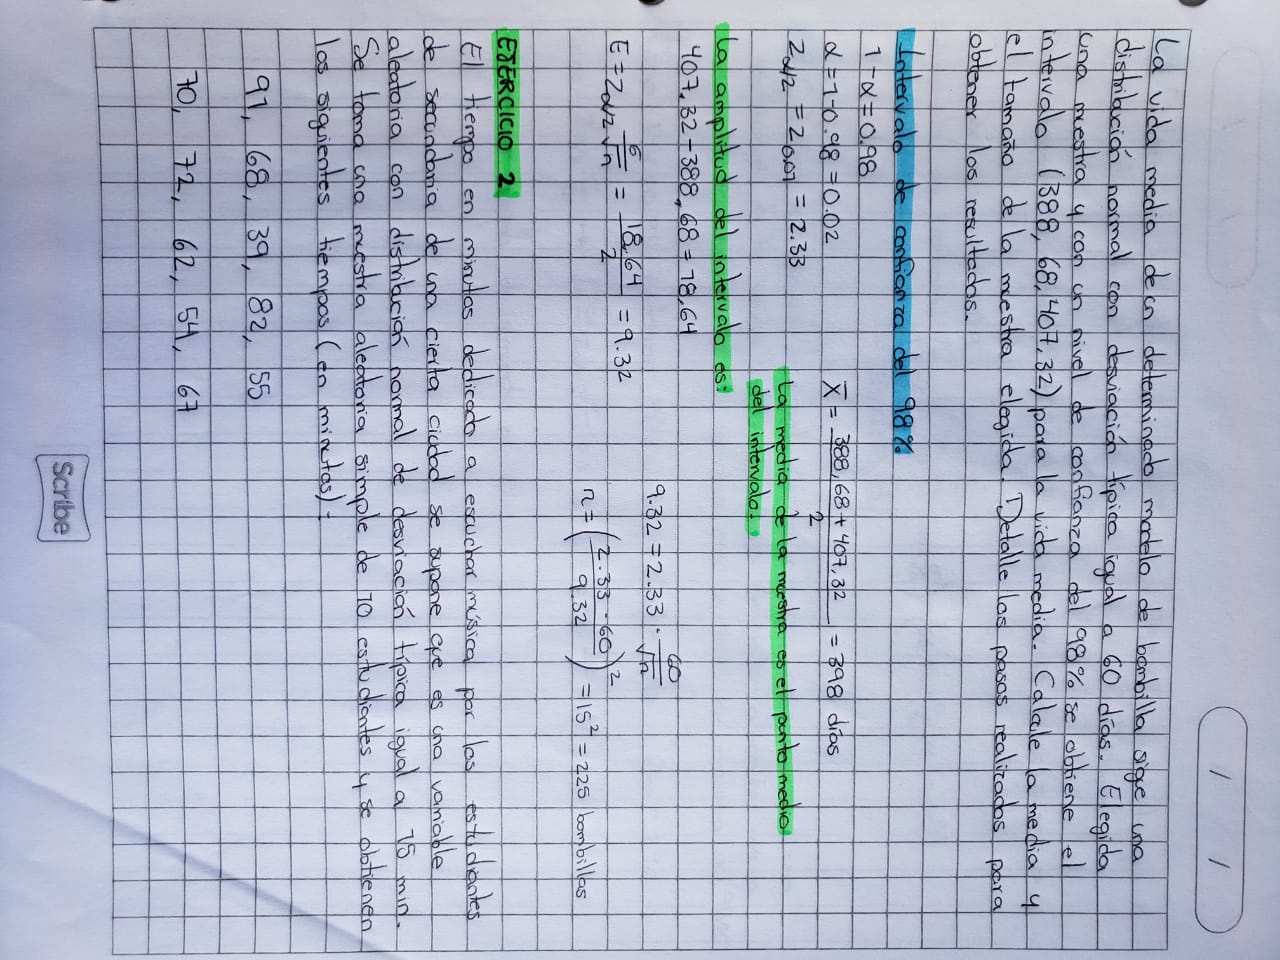 La vida media de un determinado modelo de bombilla sige una
distribución normal con desviación típica igual a 60 días. Elegida
una muestra y con un nivel de confianza del 98% se obtiene el
intervalo (388,68,407,32) para la vida media. Calcule la media y
el tamaño de la muestra elegida. Detalle los pasos realizados para
obtener los resultados.
Intervalo de confianza del 98%
1-α=0.98
α=1-0.98=0.02
Zα/2 = Z0.01 = 2.33
X̄ = 388,68+407,32 / 2 = 398 días
La media de la muestra es el punto medio
del intervalo.
La amplitud del intervalo es:
407,32-388,68=18,64
E=Zα/2 σ/√n = 18,64/2 = 9.32
9.32=2.33·60/√n
n=(2.33·60/9.32)²=15²=225 bombillas
EJERCICIO 2
El tiempo en minutos dedicado a escuchar música por los estudiantes
de secundaria de una cierta ciudad se supone que es una variable
aleatoria con distribución normal de desviación típica igual a 15 min.
Se toma una muestra aleatoria simple de 10 estudiantes y se obtienen
los siguientes tiempos (en minutos):
91, 68, 39, 82, 55
70, 72, 62, 54, 67
Scribe